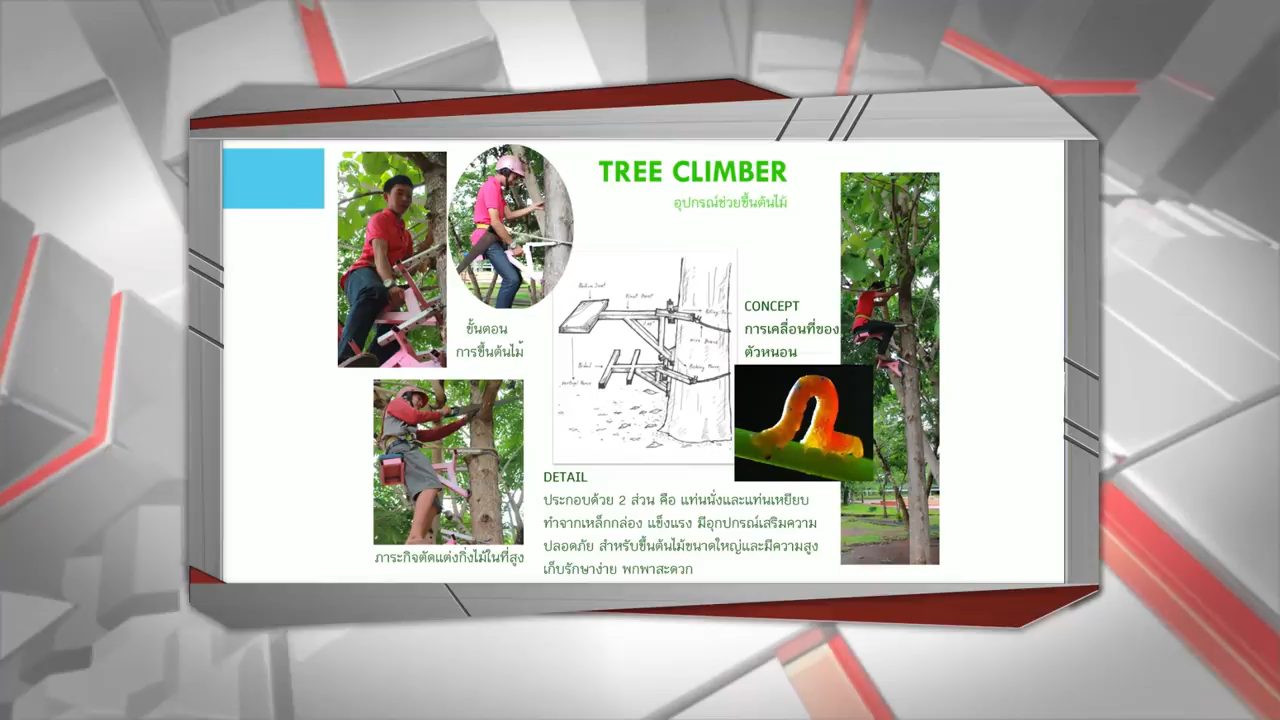 TREE CLIMBER
อุปกรณ์ช่วยขึ้นต้นไม้
ขั้นตอน
การขึ้นต้นไม้
CONCEPT
การเคลื่อนที่ของ
ตัวหนอน
DETAIL
ประกอบด้วย 2 ส่วน คือ แท่นนั่งและแท่นเหยียบ
ทำจากเหล็กกล่อง แข็งแรง มีอุกปกรณ์เสริมความ
ปลอดภัย สำหรับขึ้นต้นไม้ขนาดใหญ่และมีความสูง
เก็บรักษาง่าย พกพาสะดวก
ภาระกิจตัดแต่งกิ่งไม้ในที่สูง